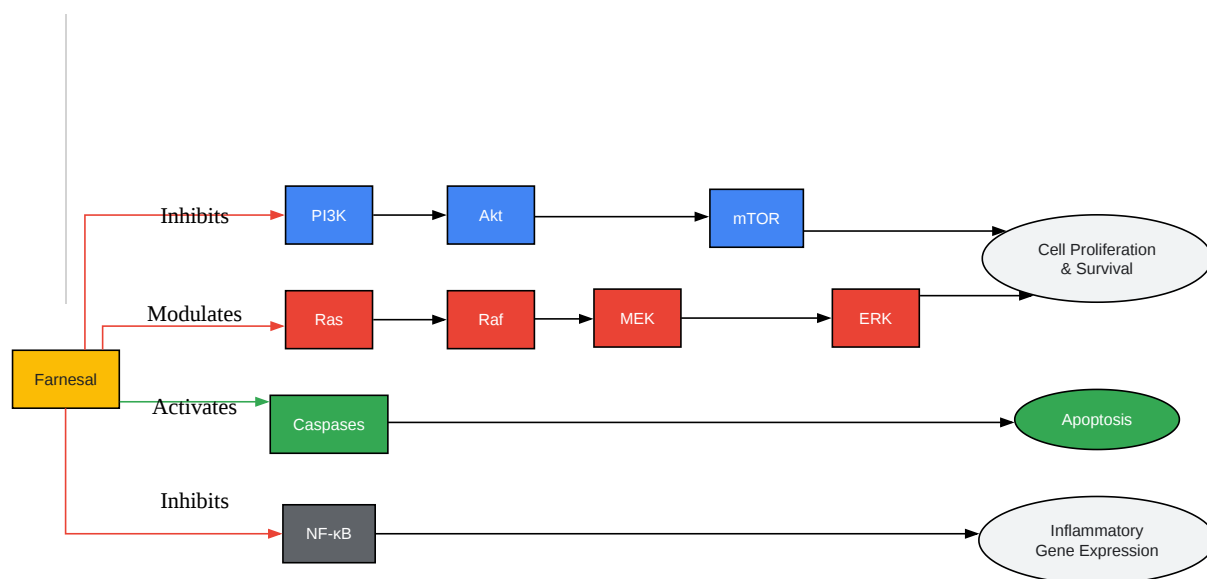 Inhibits
PI3K
Akt
mTOR
Cell Proliferation
& Survival
Modulates
Ras
Raf
MEK
ERK
Farnesal
Activates
Caspases
Apoptosis
Inhibits
NF-κB
Inflammatory
Gene Expression